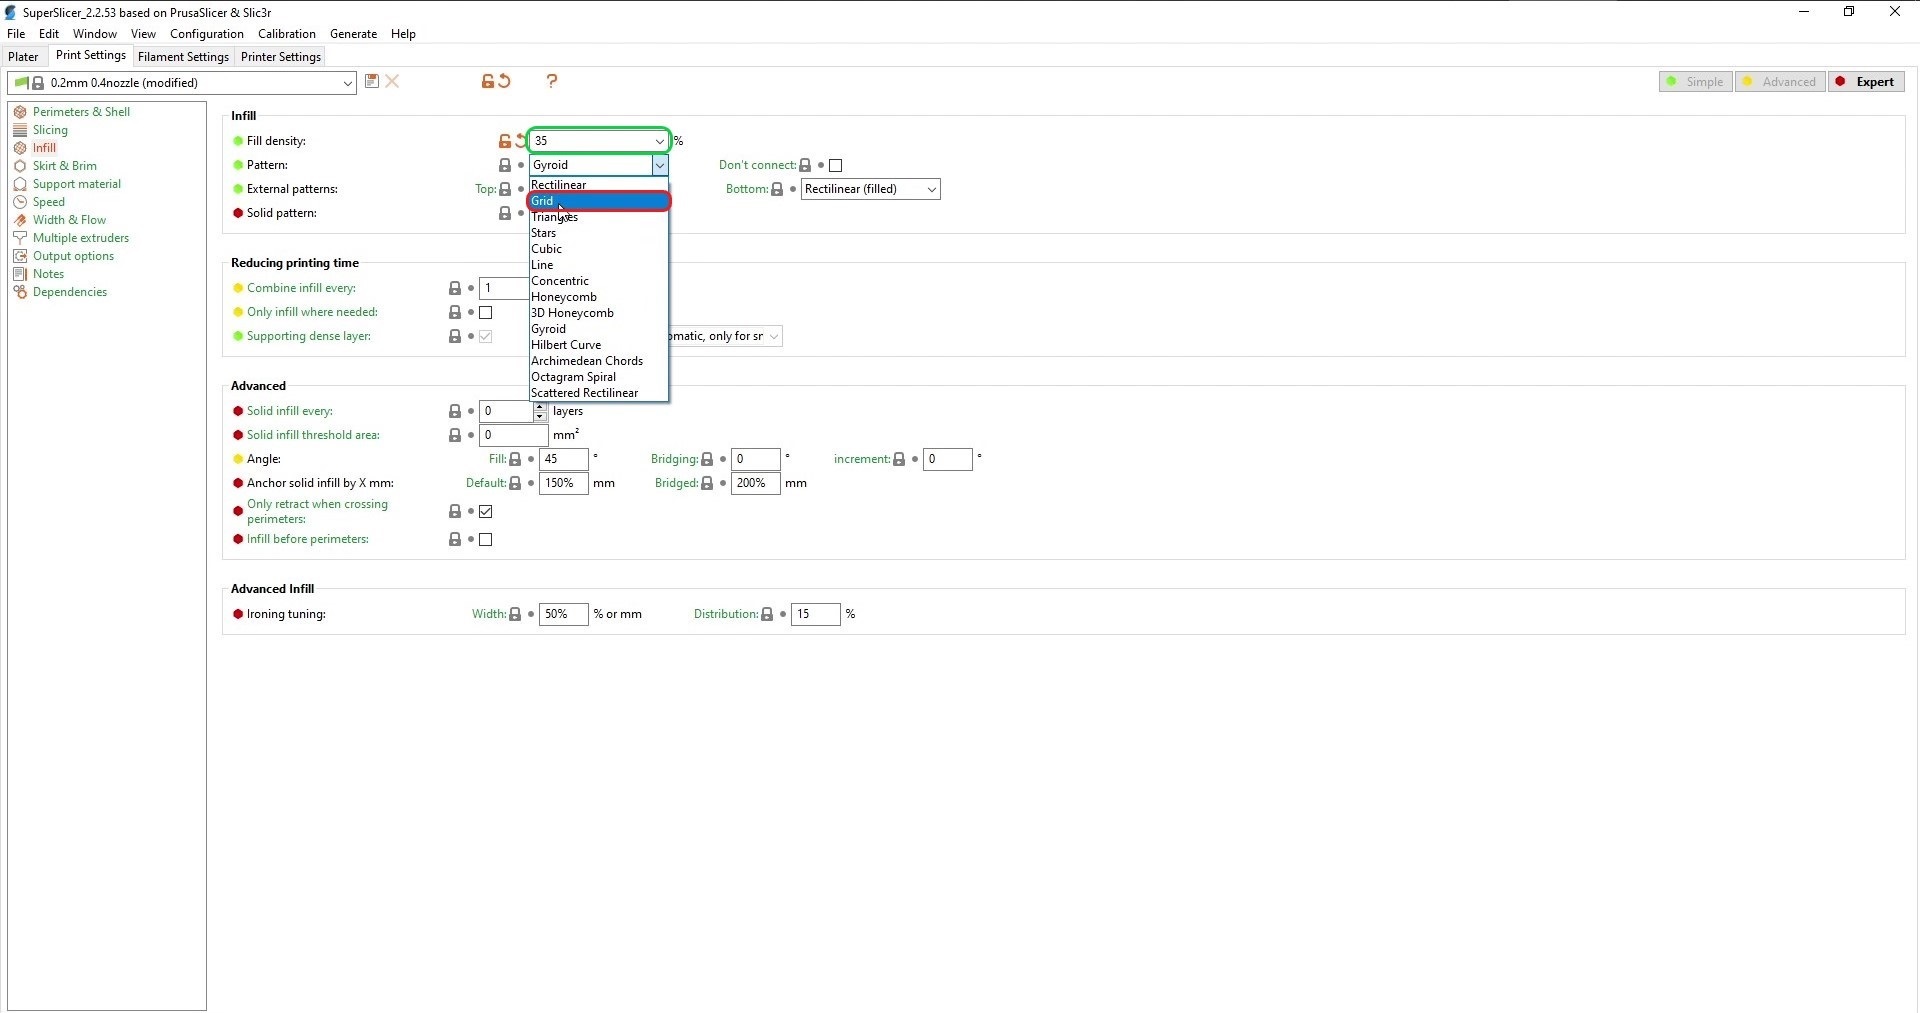 SuperSlicer_2.2.53 based on PrusaSlicer & Slic3r
File Edit Window View Configuration Calibration Generate Help
Plater Print Settings Filament Settings Printer Settings
0.2mm 0.4nozzle (modified) ? Simple Advanced Expert
Perimeters & Shell
Slicing
Infill
Skirt & Brim
Support material
Speed
Width & Flow
Multiple extruders
Output options
Notes
Dependencies
Infill
Fill density: 35 %
Pattern: Gyroid Don't connect:
External patterns: Top: Bottom: Rectilinear (filled)
Solid pattern:
Rectilinear
Grid
Triangles
Stars
Cubic
Line
Concentric
Honeycomb
3D Honeycomb
Gyroid
Hilbert Curve
Archimedean Chords
Octagram Spiral
Scattered Rectilinear
Reducing printing time
Combine infill every: 1
Only infill where needed:
Supporting dense layer: omatic, only for sr
Advanced
Solid infill every: 0 layers
Solid infill threshold area: 0 mm²
Angle: Fill: 45 ° Bridging: 0 ° increment: 0 °
Anchor solid infill by X mm: Default: 150% mm Bridged: 200% mm
Only retract when crossing
perimeters:
Infill before perimeters:
Advanced Infill
Ironing tuning: Width: 50% % or mm Distribution: 15 %